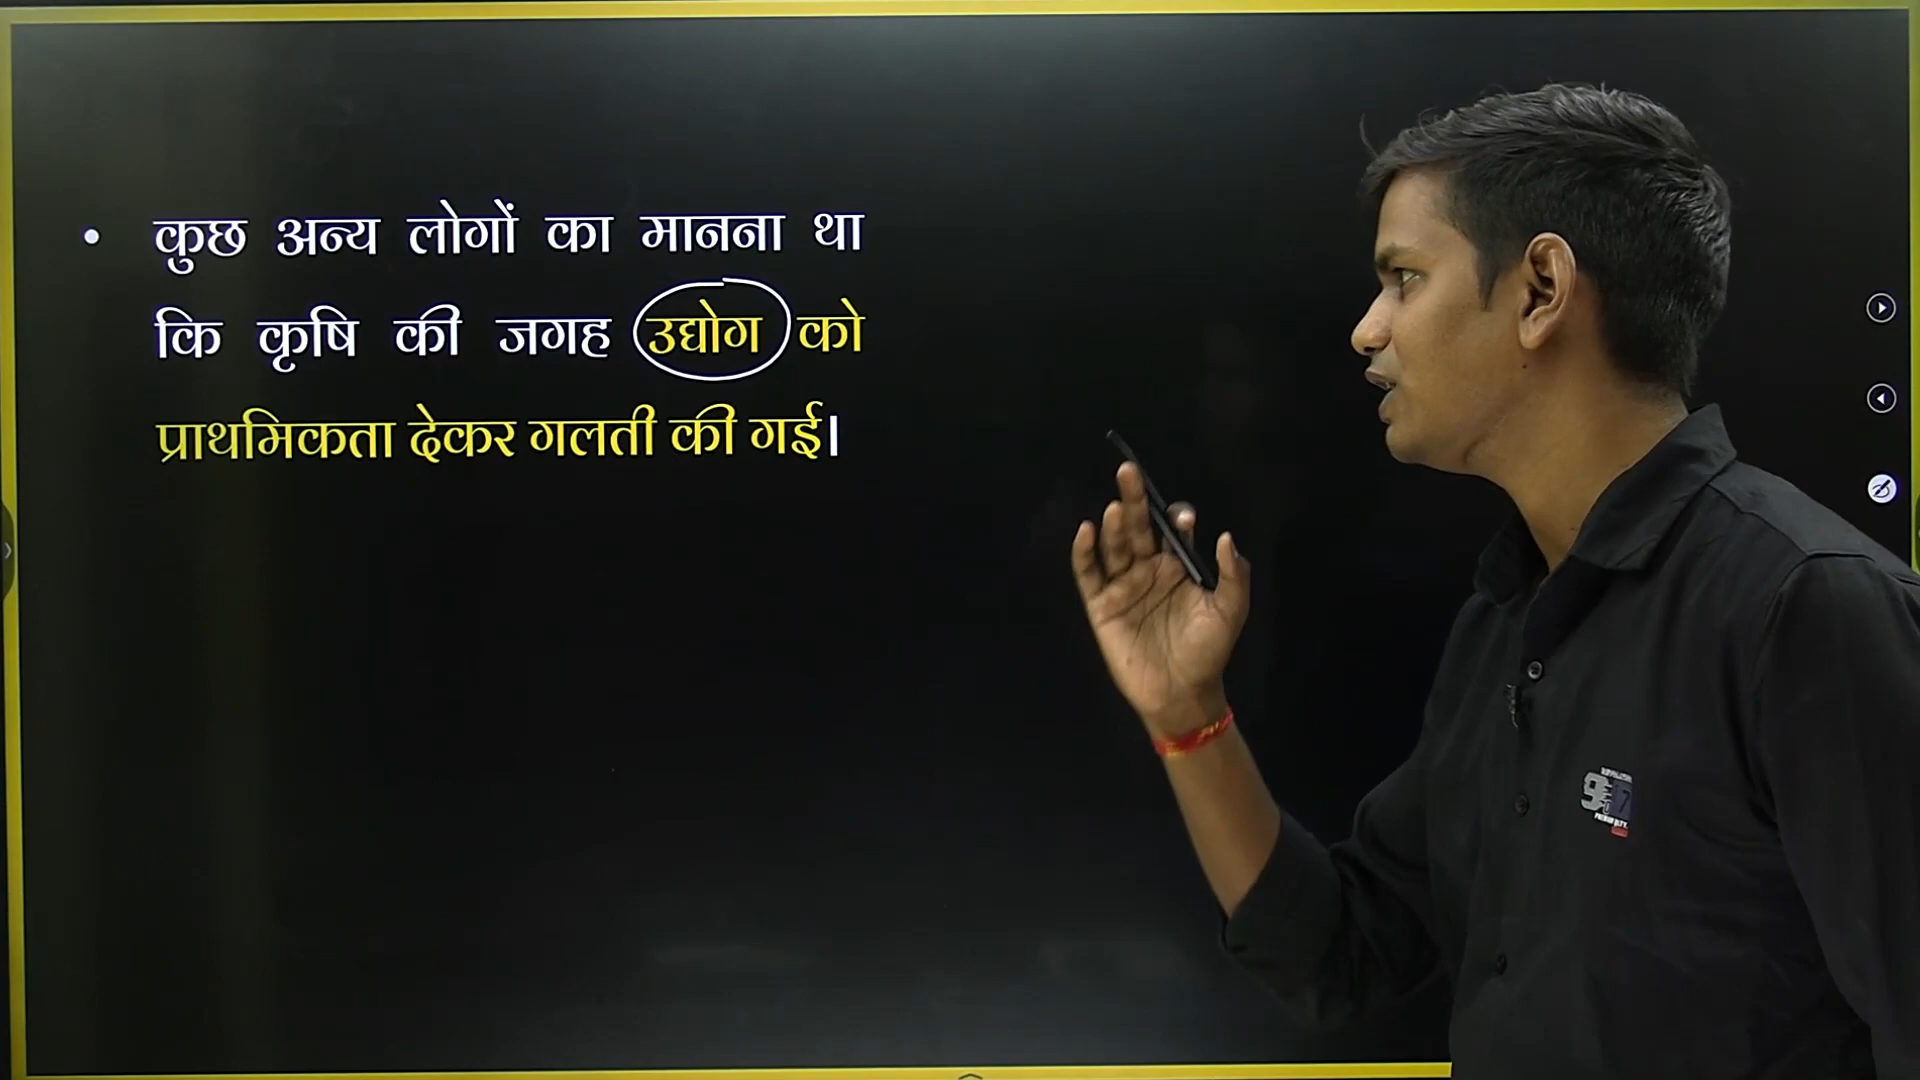 • कुछ अन्य लोगों का मानना था
कि कृषि की जगह उद्योग को
प्राथमिकता देकर गलती की गई।